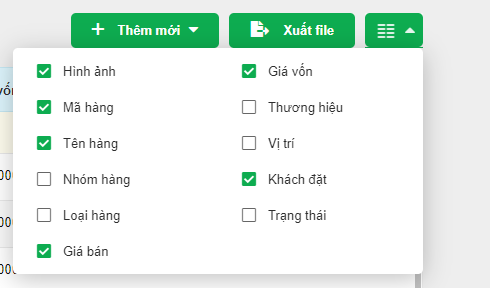 Thêm mới
Xuất file
Hình ảnh
Giá vốn
Mã hàng
Thương hiệu
Tên hàng
Vị trí
Nhóm hàng
Khách đặt
Loại hàng
Trạng thái
Giá bán